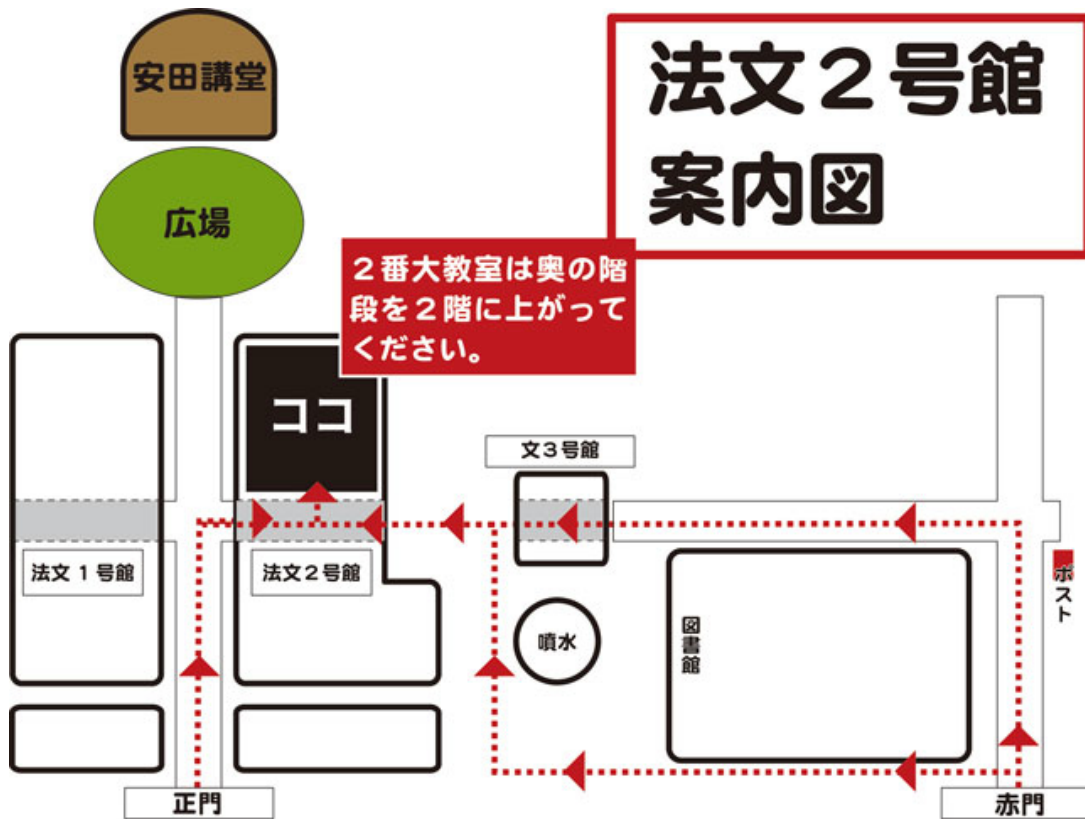 安田講堂
法文２号館
案内図
広場
２番大教室は奥の階
段を２階に上がって
ください。
ココ
文３号館
法文１号館
法文２号館
ポスト
噴水
図書館
正門
赤門